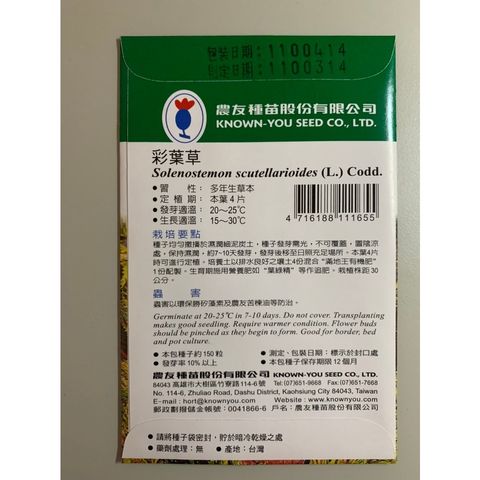 包裝日期:1100414
測定日期:1100314
農友種苗股份有限公司
KNOWN-YOU SEED CO., LTD.
彩葉草
Solenostemon scutellarioides (L.) Codd.
●習　性: 多年生草本
●定植期: 本葉4片
●發芽適溫: 20~25℃
●生長適溫: 15~30℃
4 716188 111655
栽培要點
種子均勻撒播於濕潤細泥炭土，種子發芽需光，不可覆蓋，置陰涼
處，保持濕潤，約7~10天發芽，發芽後移至日照充足場所。本葉4片
時可進行定植。培養土以排水良好之壤土4份混合“滿地王有機肥”
1份配製。生育期施用營養肥如“葉綠精”等作追肥。栽植株距30
公分。
蟲　害
蟲害以環保勝矽藻素及農友苦楝油等防治。
Germinate at 20-25℃ in 7-10 days. Do not cover. Transplanting
makes good seedling. Require warmer condition. Flower buds
should be pinched as they begin to form. Good for border, bed
and pot culture.
●本包種子約150粒
●測定、包裝日期：標示於封口處
●發芽率10%以上
●本包種子保存期限12個月
農友種苗股份有限公司
KNOWN-YOU SEED CO., LTD.
84043 高雄市大樹區竹寮路114-6號 Tel:(07)651-9668 Fax:(07)651-7668
No. 114-6, Zhuliao Road, Dashu District, Kaohsiung City 84043, Taiwan
E-mail : hort@knownyou.com Website : www.knownyou.com
郵政劃撥儲金帳號：0041866-6 戶名：農友種苗股份有限公司
●請將種子袋密封，貯於暗冷乾燥之處
●藥劑處理：無 ●產地：台灣